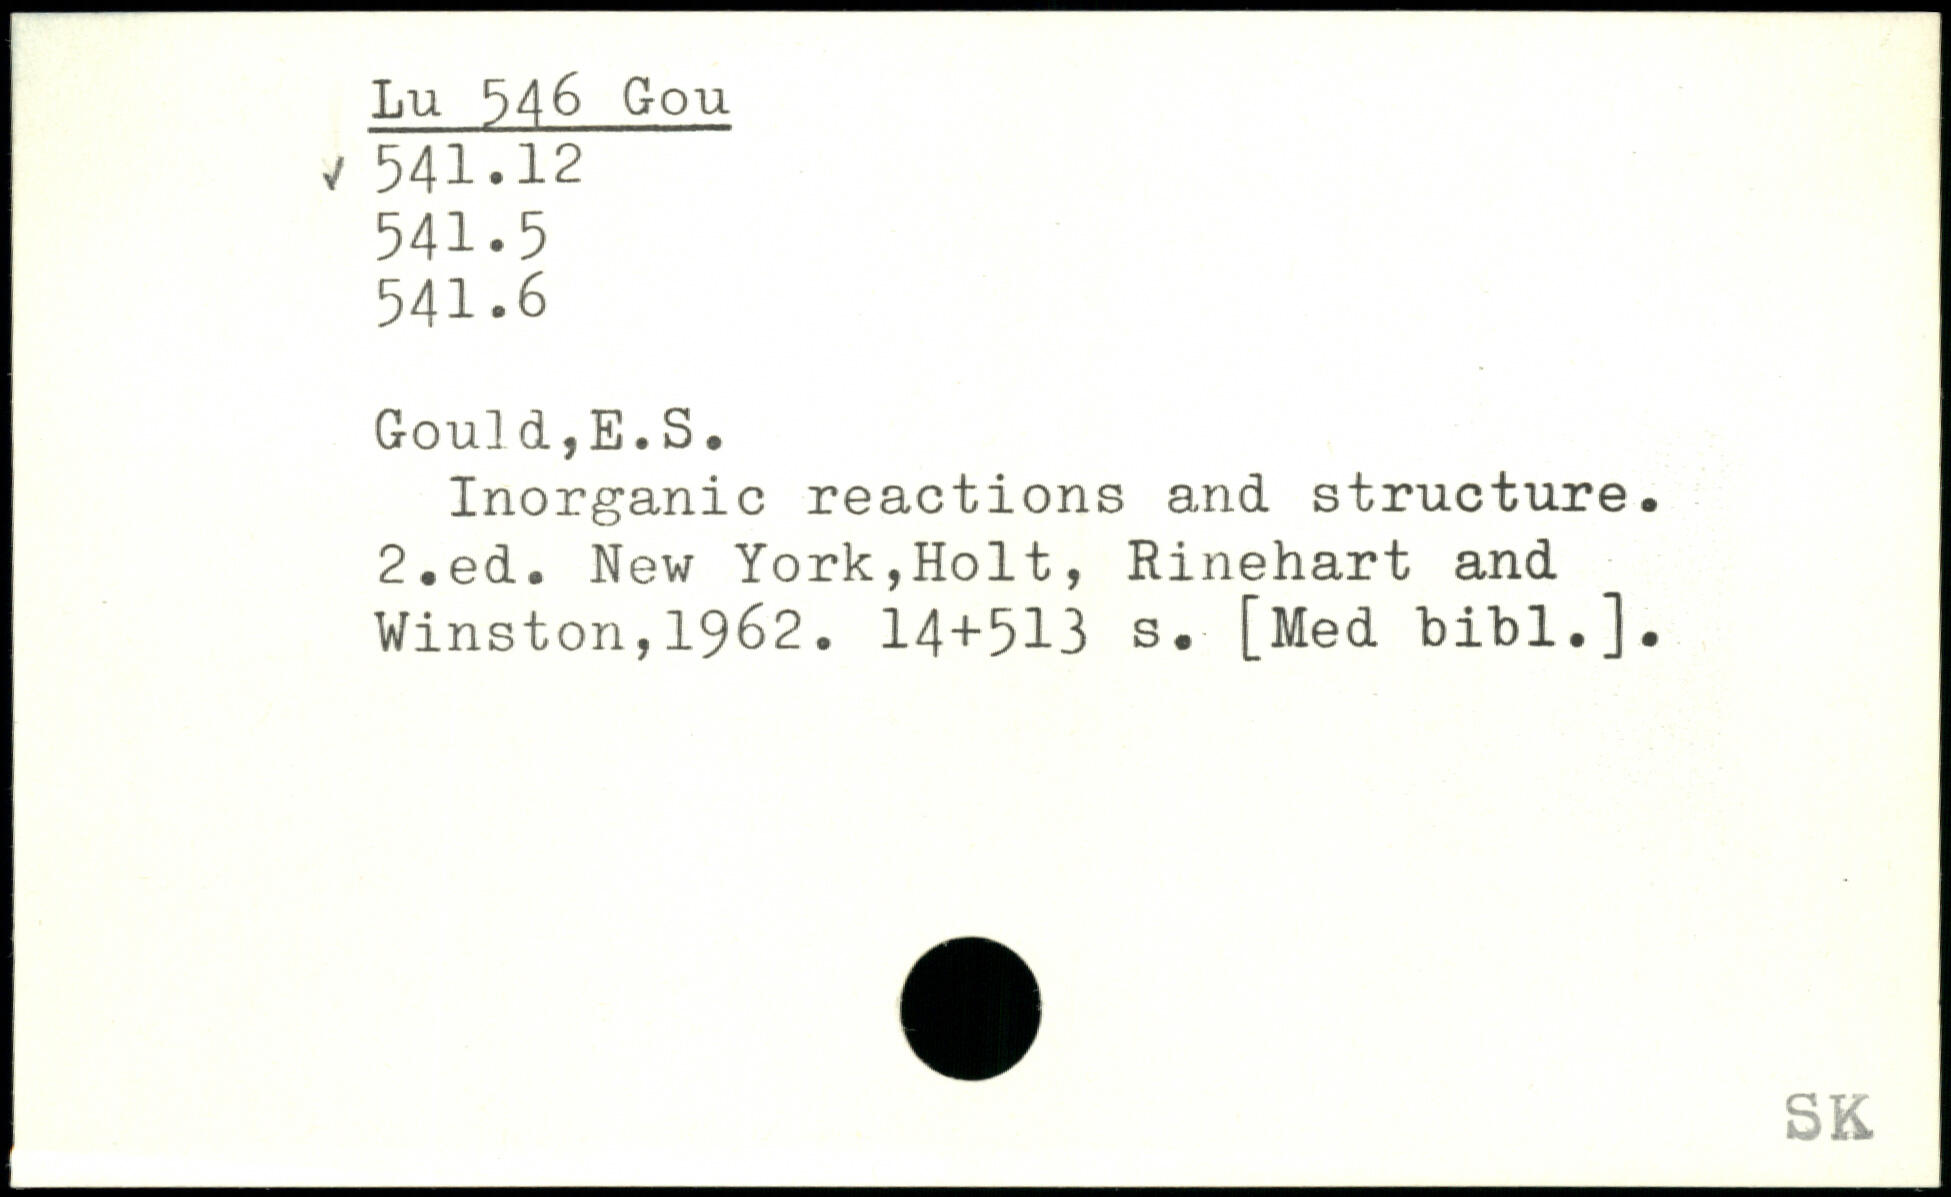 Lu 546 Gou
✓ 541.12
541.5
541.6
Gould,E.S.
Inorganic reactions and structure.
2.ed. New York,Holt, Rinehart and
Winston,1962. 14+513 s. [Med bibl.].
SK